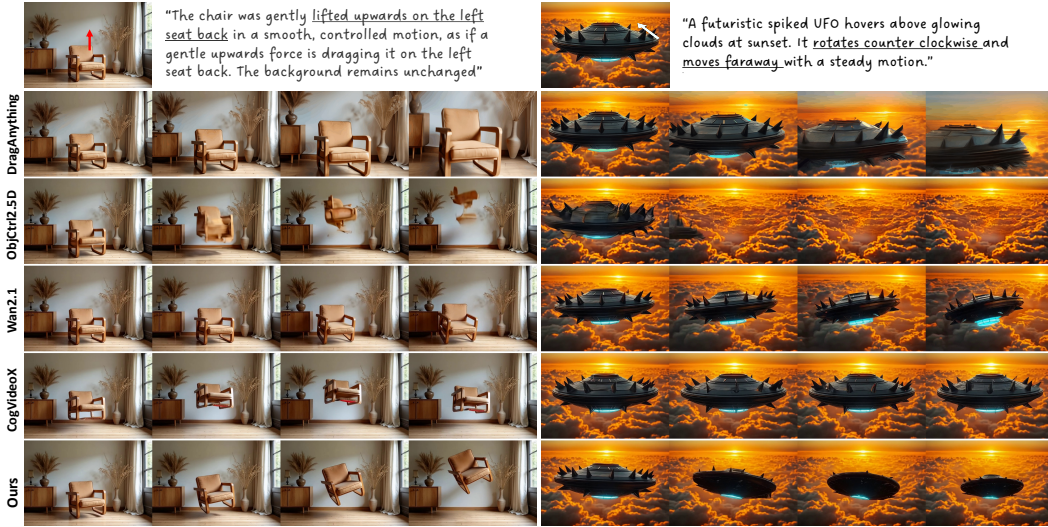 “The chair was gently lifted upwards on the left
seat back in a smooth, controlled motion, as if a
gentle upwards force is dragging it on the left
seat back. The background remains unchanged”
“A futuristic spiked UFO hovers above glowing
clouds at sunset. It rotates counter clockwise and
moves faraway with a steady motion.”
DragAnything
ObjCtrl2.5D
Wan2.1
CogVideoX
Ours